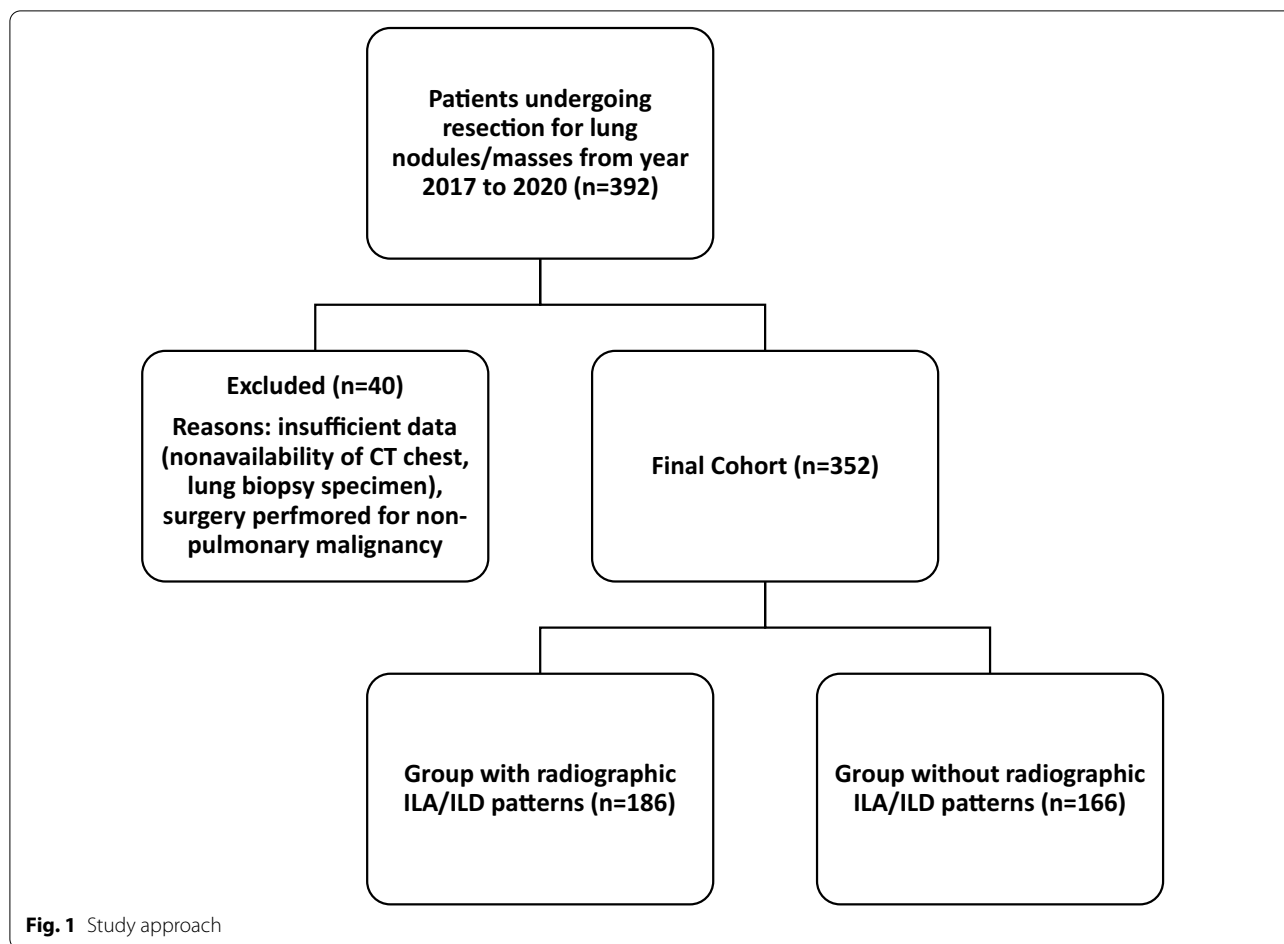 Patients undergoing
resection for lung
nodules/masses from year
2017 to 2020 (n=392)
Excluded (n=40)
Reasons: insufficient data
(nonavailability of CT chest,
lung biopsy specimen),
surgery perfmored for non-
pulmonary malignancy
Final Cohort (n=352)
Group with radiographic
ILA/ILD patterns (n=186)
Group without radiographic
ILA/ILD patterns (n=166)
Fig. 1 Study approach